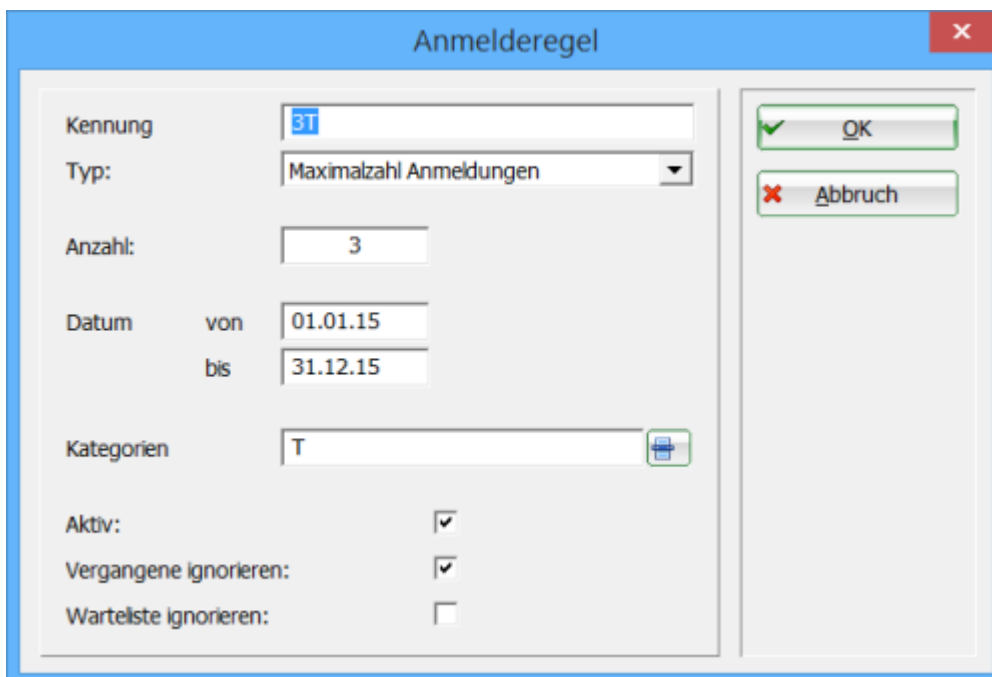 Anmelderegel
Kennung 3T
Typ: Maximalzahl Anmeldungen
Anzahl: 3
Datum von 01.01.15
bis 31.12.15
Kategorien T
Aktiv:
Vergangene ignorieren:
Warteliste ignorieren:
OK
Abbruch